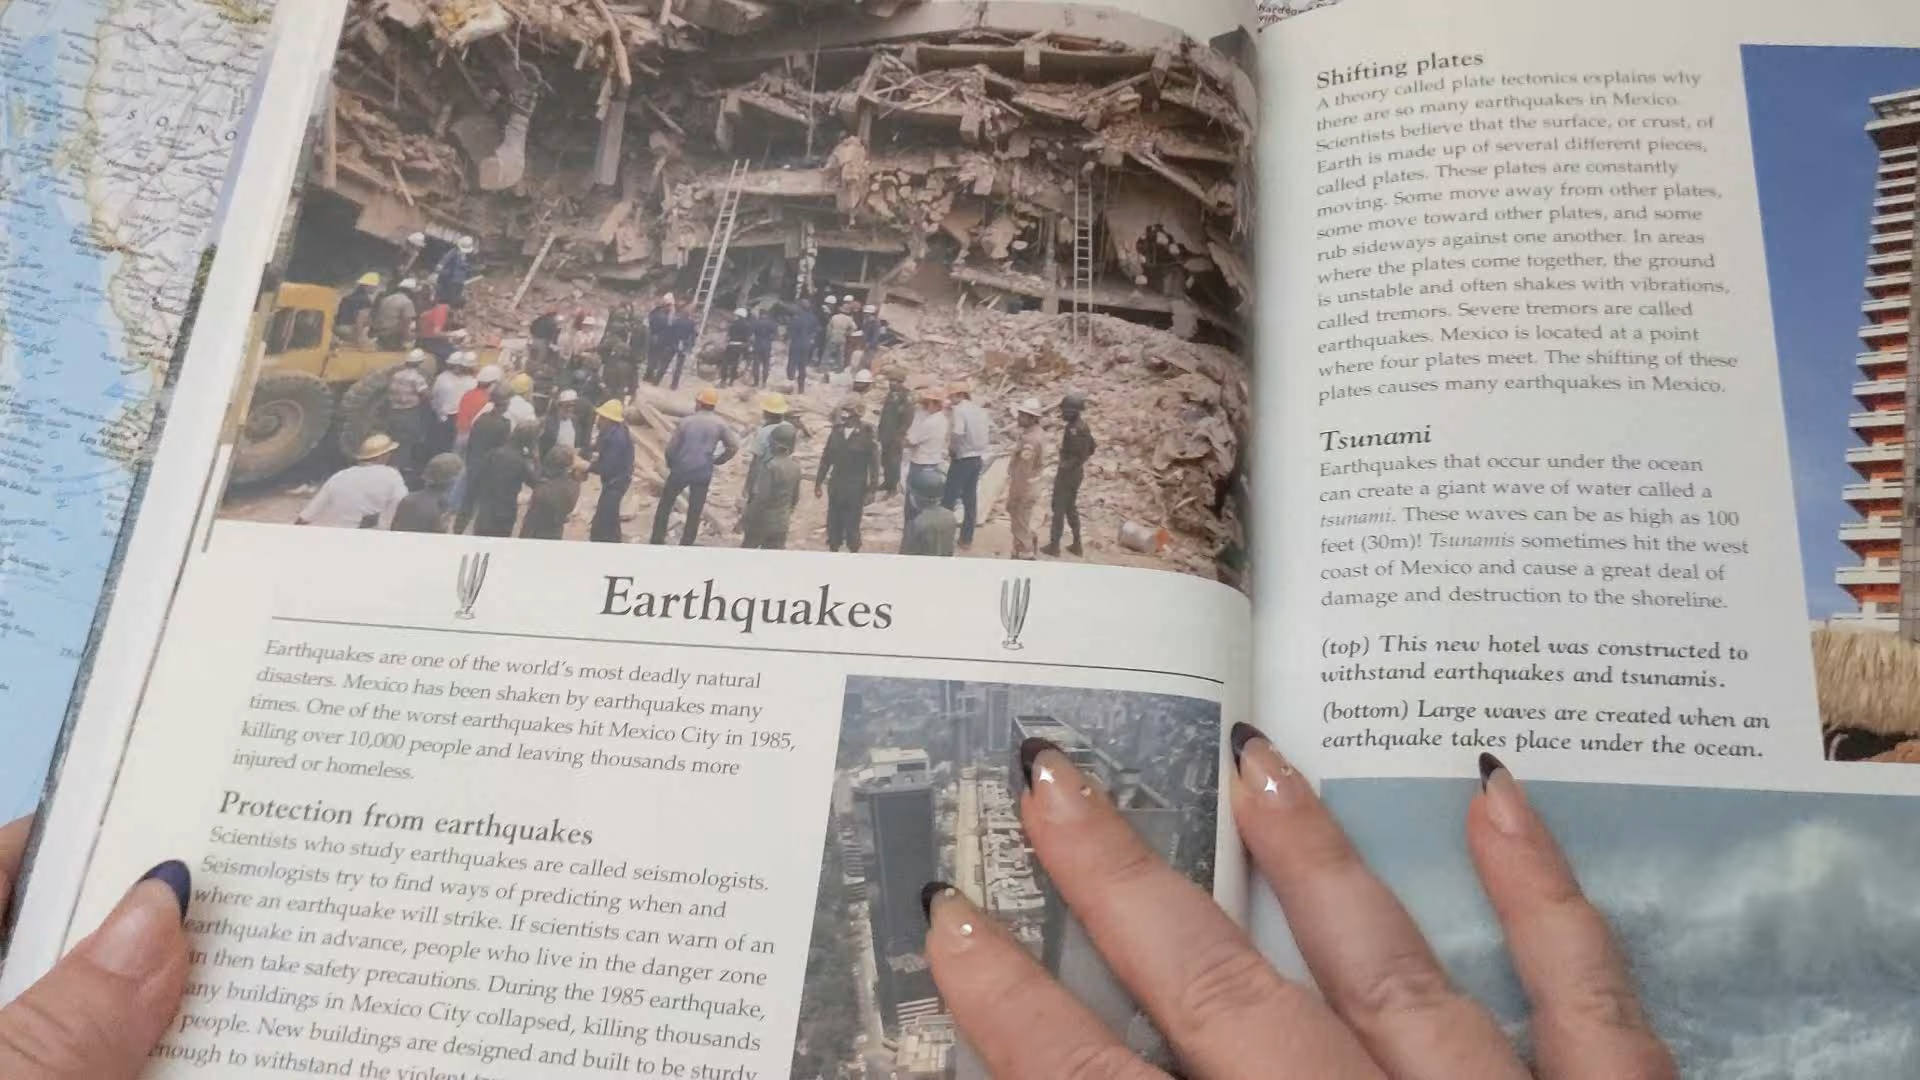 S O N O
Earthquakes
Earthquakes are one of the world's most deadly natural
disasters. Mexico has been shaken by earthquakes many
times. One of the worst earthquakes hit Mexico City in 1985,
killing over 10,000 people and leaving thousands more
injured or homeless.
Protection from earthquakes
Scientists who study earthquakes are called seismologists.
Seismologists try to find ways of predicting when and
where an earthquake will strike. If scientists can warn of an
earthquake in advance, people who live in the danger zone
then take safety precautions. During the 1985 earthquake,
buildings in Mexico City collapsed, killing thousands
people. New buildings are designed and built to be sturdy
enough to withstand the violent
Shifting plates
A theory called plate tectonics explains why
there are so many earthquakes in Mexico.
Scientists believe that the surface, or crust, of
Earth is made up of several different pieces,
called plates. These plates are constantly
moving. Some move away from other plates,
some move toward other plates, and some
rub sideways against one another. In areas
where the plates come together, the ground
is unstable and often shakes with vibrations,
called tremors. Severe tremors are called
earthquakes. Mexico is located at a point
where four plates meet. The shifting of these
plates causes many earthquakes in Mexico.
Tsunami
Earthquakes that occur under the ocean
can create a giant wave of water called a
tsunami. These waves can be as high as 100
feet (30m)! Tsunamis sometimes hit the west
coast of Mexico and cause a great deal of
damage and destruction to the shoreline.
(top) This new hotel was constructed to
withstand earthquakes and tsunamis.
(bottom) Large waves are created when an
earthquake takes place under the ocean.